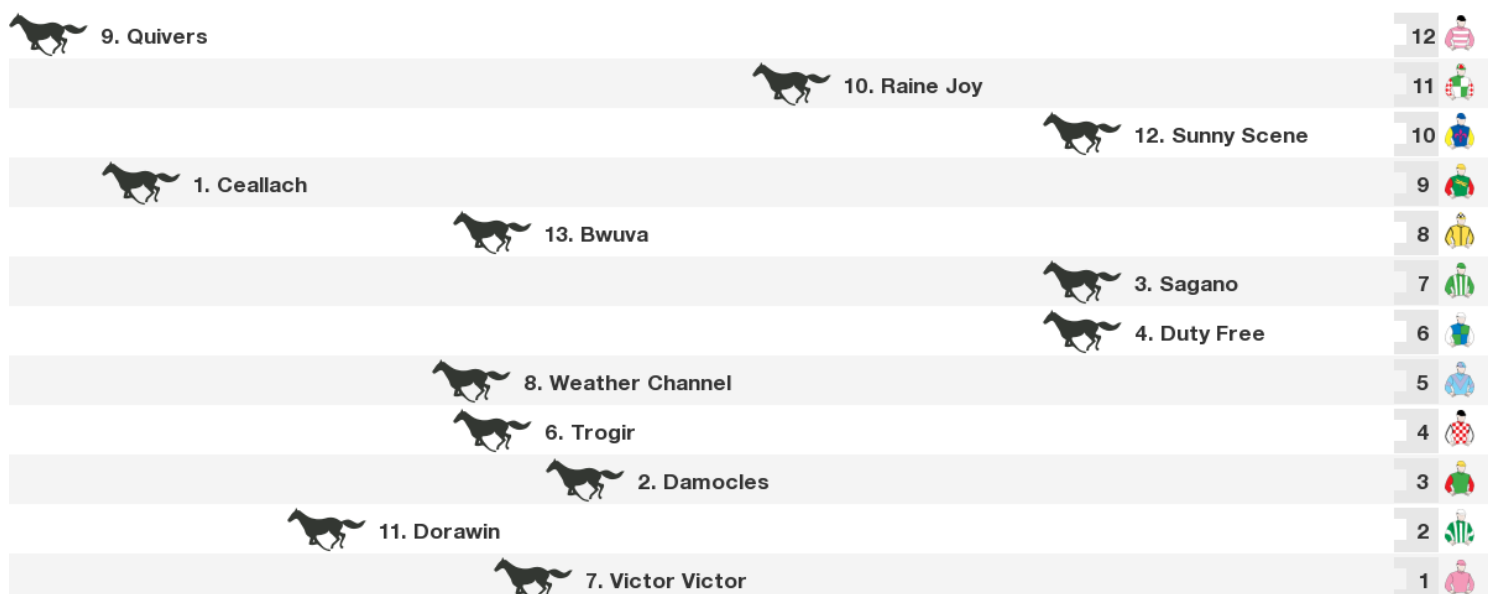 9. Quivers 12
10. Raine Joy 11
12. Sunny Scene 10
1. Ceallach 9
13. Bwuva 8
3. Sagano 7
4. Duty Free 6
8. Weather Channel 5
6. Trogir 4
2. Damocles 3
11. Dorawin 2
7. Victor Victor 1